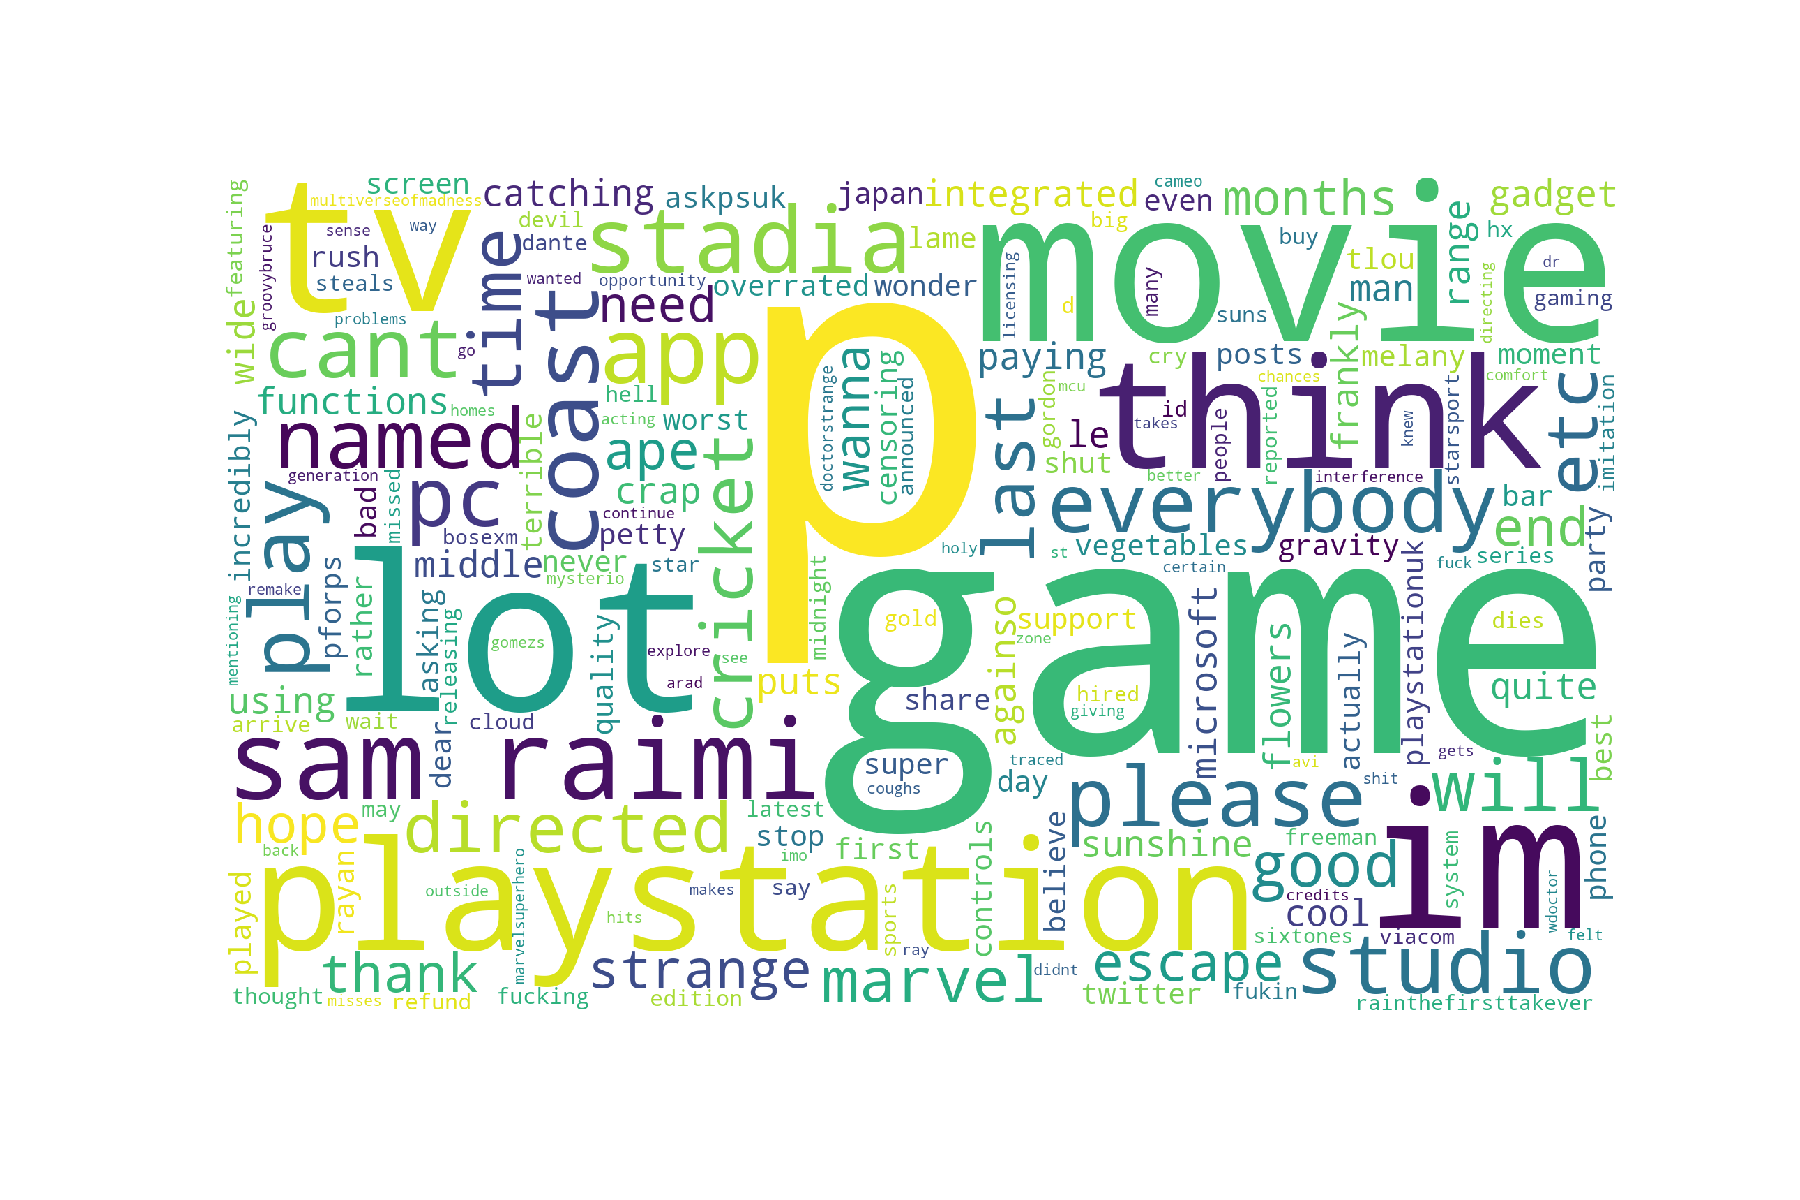 tv
movie
p
game
lot
playstation
think
im
sam raimi
stadia
app
cant
named
pc
play
coast
time
cricket
last
everybody
etc
please
studio
directed
strange
marvel
escape
good
will
end
hope
thank
need
ape
wanna
months
screen
multiverseofmadness
catching
askpsuk
japan
integrated
cameo
even
gadget
featuring
groovybruce
sense
way
rush
steals
devil
dante
wanted
opportunity
lame
overrated
wonder
licensing
big
d
many
buy
suns
tlou
man
range
hx
directing
dr
gaming
wide
problems
go
functions
homes
hell
acting
worst
crap
doctorstrange
censoring
announced
paying
mcu
cry
posts
melany
moment
frankly
chances
comfort
gordon
le
id
takes
people
reported
knew
starsport
imitation
shut
better
interference
incredibly
generation
bad
missed
bosexm
terrible
continue
petty
middle
never
mysterio
star
holy
st
vegetables
certain
gravity
fuck
series
bar
party
remake
pforps
rather
asking
releasing
gomezs
quality
explore
arad
see
midnight
gold
zone
support
microsoft
flowers
actually
playstationuk
dies
quite
mentioning
using
arrive
wait
dear
cloud
puts
share
againso
hired
giving
gets
best
super
coughs
day
traced
avi
shit
may
latest
stop
imo
first
controls
believe
sunshine
freeman
system
phone
back
played
rayan
outside
marvelsuperhero
hits
makes
say
sports
ray
didnt
credits
cool
sixtones
viacom
wdoctor
felt
thought
misses
refund
fucking
edition
twitter
fukin
rainthefirsttakever